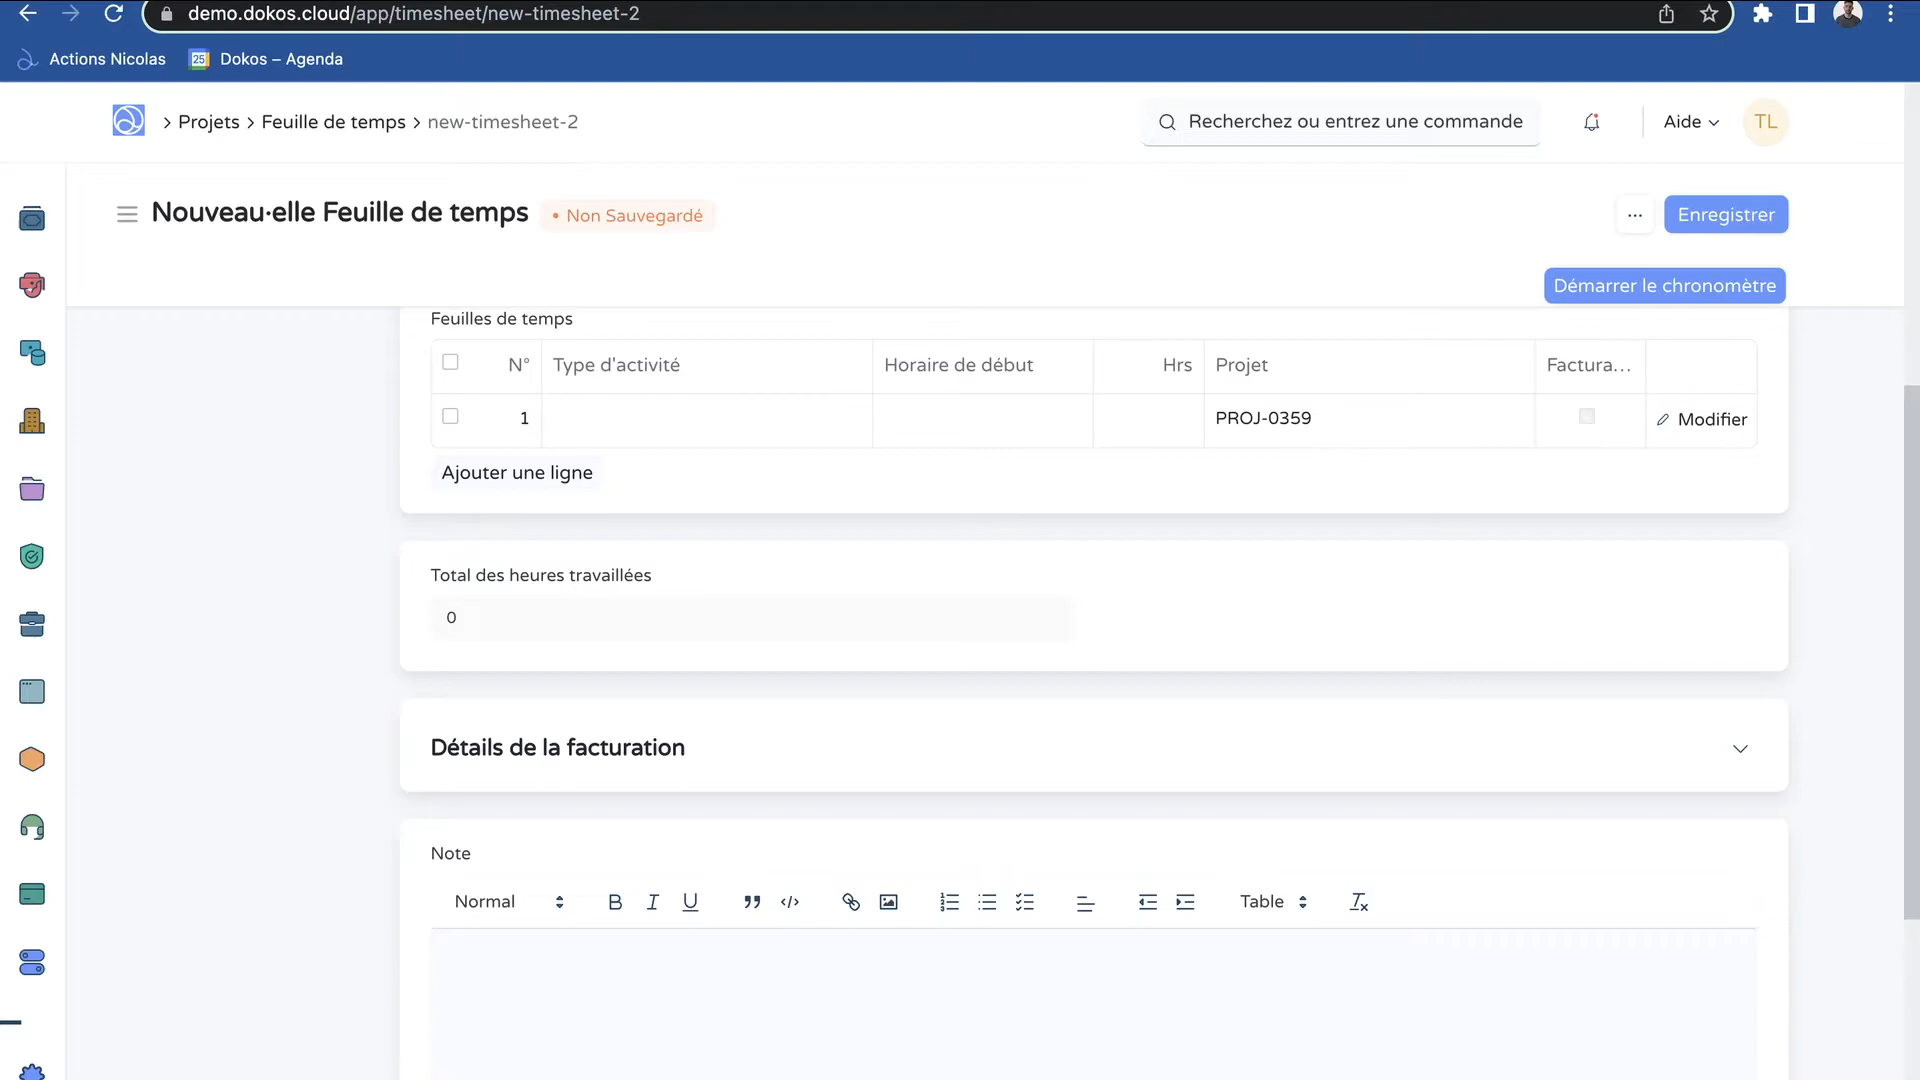 demo.dokos.cloud/app/timesheet/new-timesheet-2
Actions Nicolas
25
Dokos – Agenda
Projets
Feuille de temps
new-timesheet-2
Recherchez ou entrez une commande
Aide
TL
Nouveau·elle Feuille de temps
• Non Sauvegardé
...
Enregistrer
Démarrer le chronomètre
Feuilles de temps
N° Type d'activité Horaire de début Hrs Projet Factura...
1 PROJ-0359 Modifier
Ajouter une ligne
Total des heures travaillées
0
Détails de la facturation
Note
Normal B I U Table